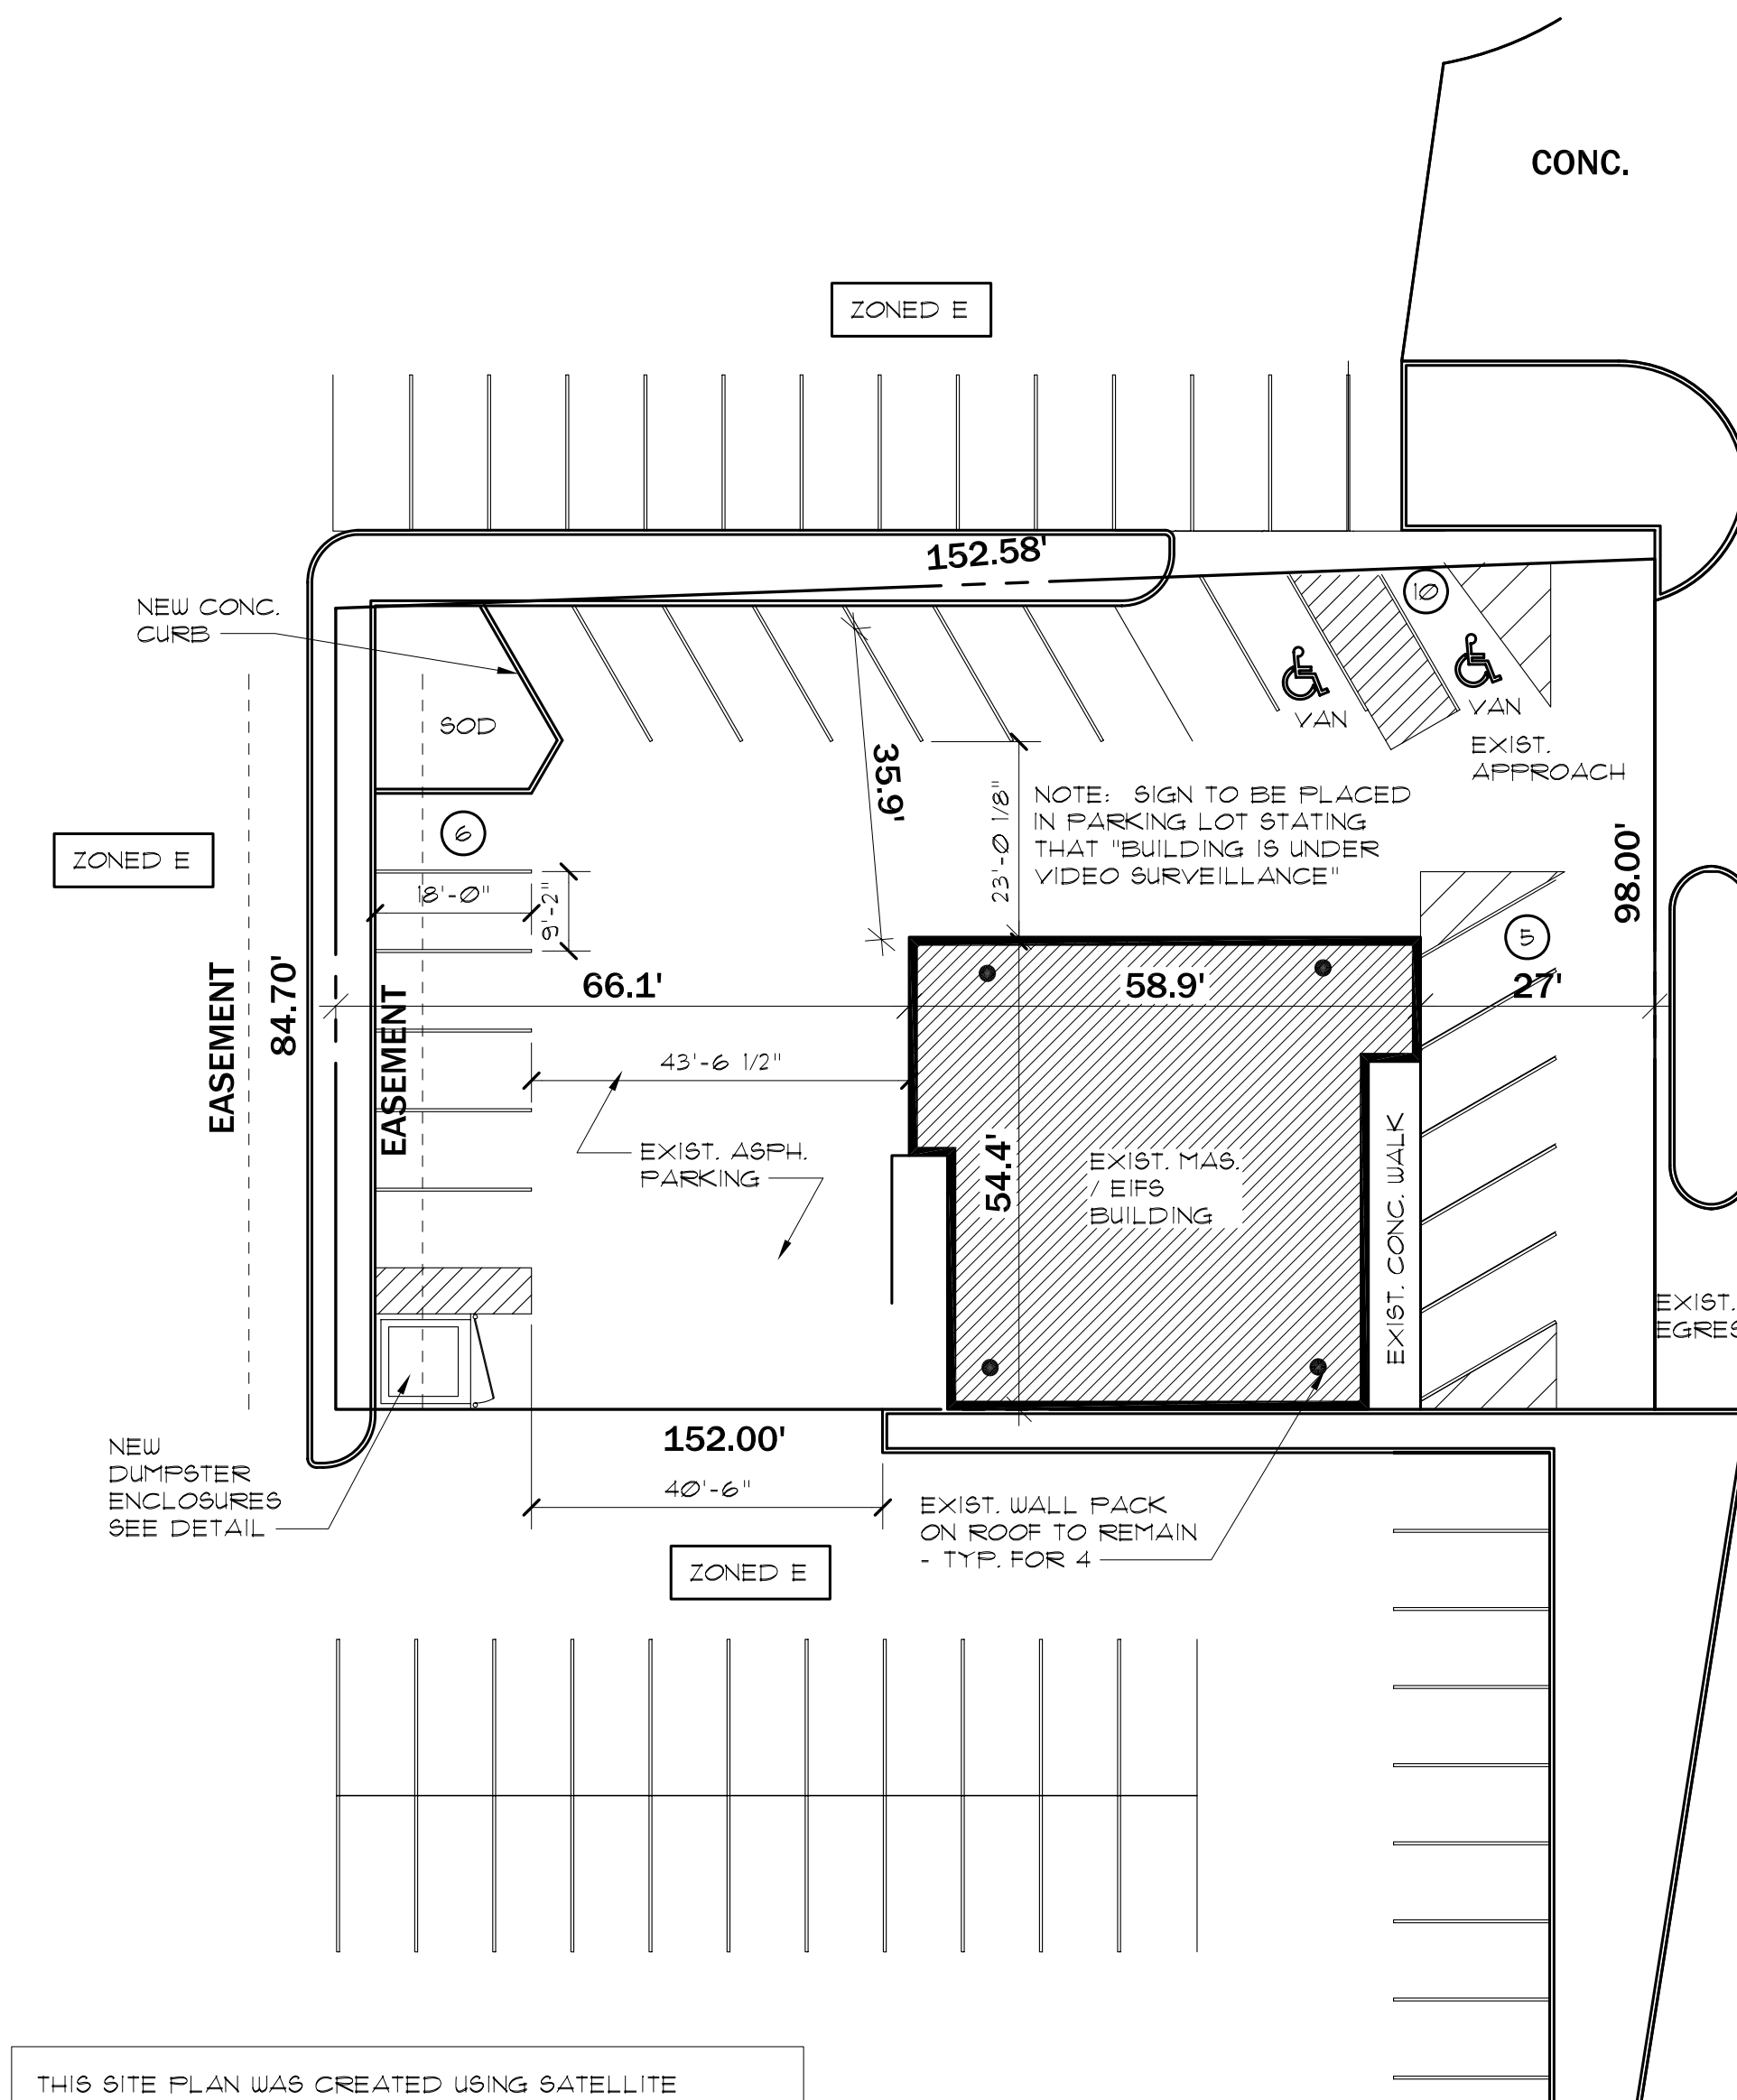 CONC.
ZONED E
152.58'
NEW CONC.
CURB
10
SOD
VAN
VAN
EXIST.
APPROACH
35.9'
23'-0 1/8"
NOTE: SIGN TO BE PLACED
IN PARKING LOT STATING
THAT "BUILDING IS UNDER
VIDEO SURVEILLANCE"
6
ZONED E
98.00'
18'-0"
9'-2"
5
EASEMENT
84.70'
EASEMENT
66.1'
58.9'
27'
43'-6 1/2"
EXIST. ASPH.
PARKING
54.4'
EXIST. MAS.
/ EIFS
BUILDING
EXIST. CONC. WALK
EXIST.
EGRES
152.00'
NEW
DUMPSTER
ENCLOSURES
SEE DETAIL
40'-6"
EXIST. WALL PACK
ON ROOF TO REMAIN
- TYP. FOR 4
ZONED E
THIS SITE PLAN WAS CREATED USING SATELLITE